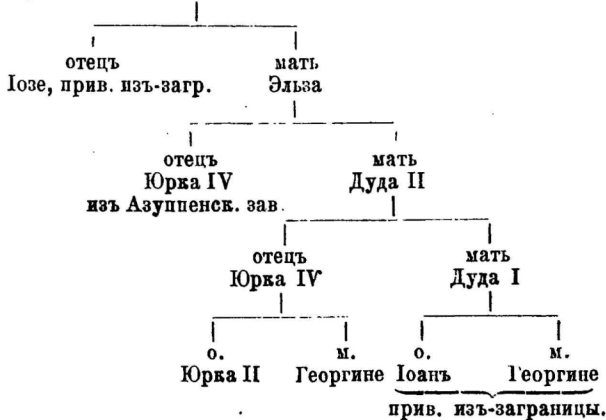 отецъ мать
Іозе, прив. изъ-загр. Эльза
отецъ мать
Юрка IV Дуда II
изъ Азуппенск. зав.
отецъ мать
Юрка IV Дуда I
о. м. о. м.
Юрка II Георгине Іоанъ Георгине
прив. изъ-заграницы.